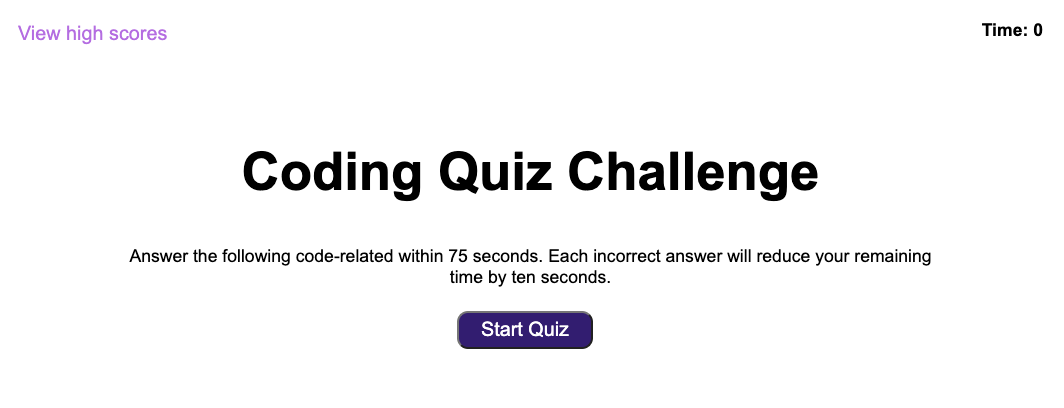 View high scores
Time: 0
Coding Quiz Challenge
Answer the following code-related within 75 seconds. Each incorrect answer will reduce your remaining
time by ten seconds.
Start Quiz